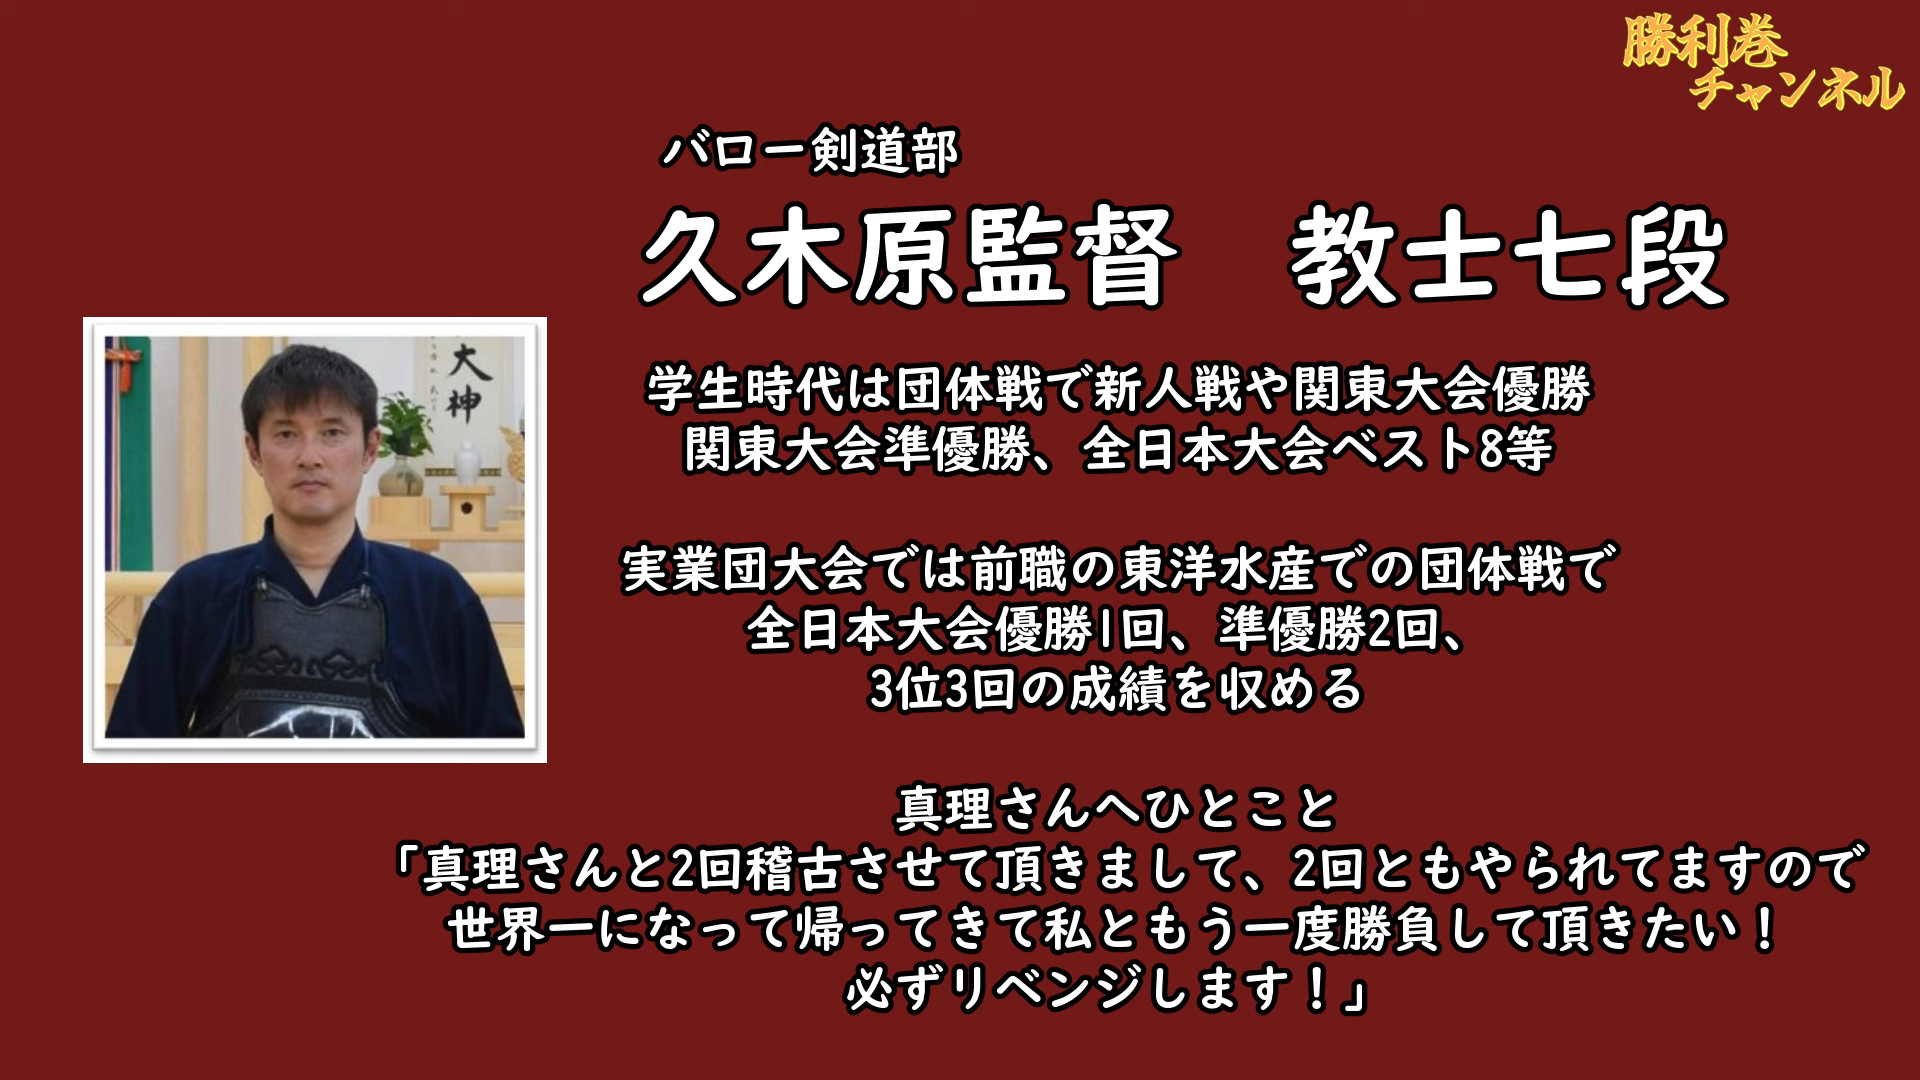 勝利巻
チャンネル
バロー剣道部
久木原監督　教士七段
大神
学生時代は団体戦で新人戦や関東大会優勝
関東大会準優勝、全日本大会ベスト8等
実業団大会では前職の東洋水産での団体戦で
全日本大会優勝1回、準優勝2回、
3位3回の成績を収める
真理さんへひとこと
「真理さんと2回稽古させて頂きまして、2回ともやられてますので
世界一になって帰ってきて私ともう一度勝負して頂きたい！
必ずリベンジします！」